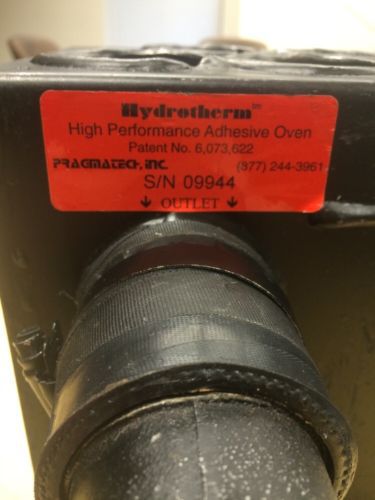 Hydrotherm™
High Performance Adhesive Oven
Patent No. 6,073,622
PRAGMATECH, INC. (877) 244-3961
S/N 09944
↓ OUTLET ↓